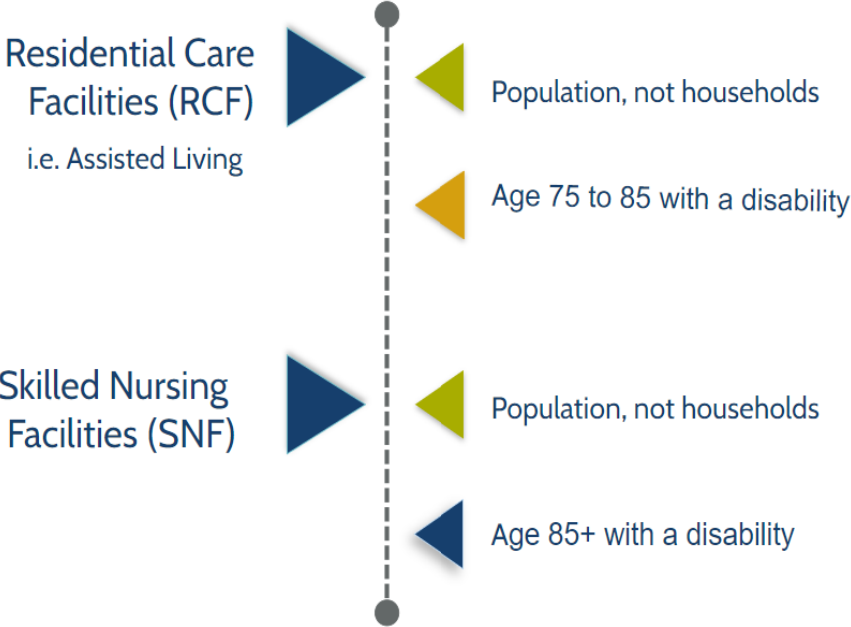 Residential Care
Facilities (RCF)
i.e. Assisted Living
Population, not households
Age 75 to 85 with a disability
Skilled Nursing
Facilities (SNF)
Population, not households
Age 85+ with a disability